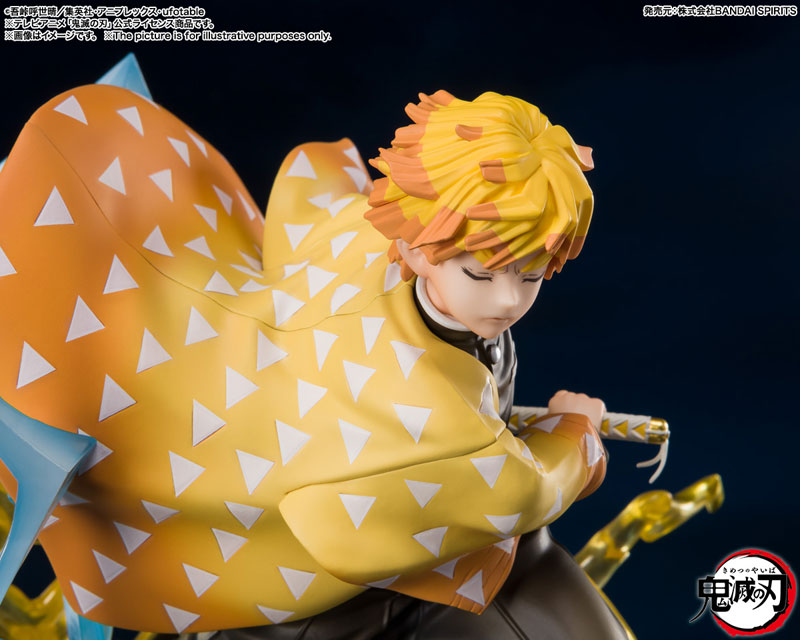 ©吾峠呼世晴／集英社・アニプレックス・ufotable
※テレビアニメ「鬼滅の刃」公式ライセンス商品です。
※画像はイメージです。 ※The picture is for illustrative purposes only.
発売元：株式会社BANDAI SPIRITS
きめつのやいば
鬼滅の刃